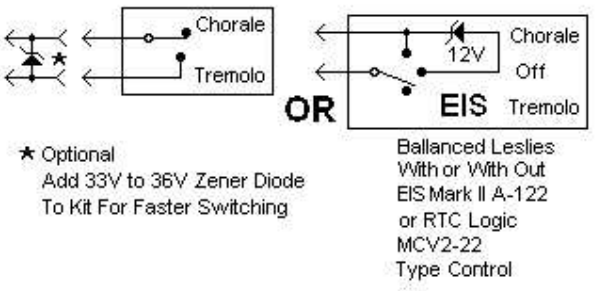 Chorale
★
Tremolo
OR
12V
Chorale
Off
EIS
Tremolo
★ Optional
Add 33V to 36V Zener Diode
To Kit For Faster Switching
Ballanced Leslies
With or With Out
EIS Mark II A-122
or RTC Logic
MCV2-22
Type Control